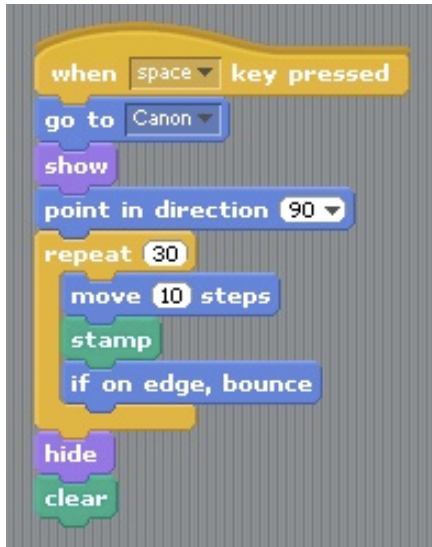 when space key pressed
go to Canon
show
point in direction 90
repeat 30
move 10 steps
stamp
if on edge, bounce
hide
clear